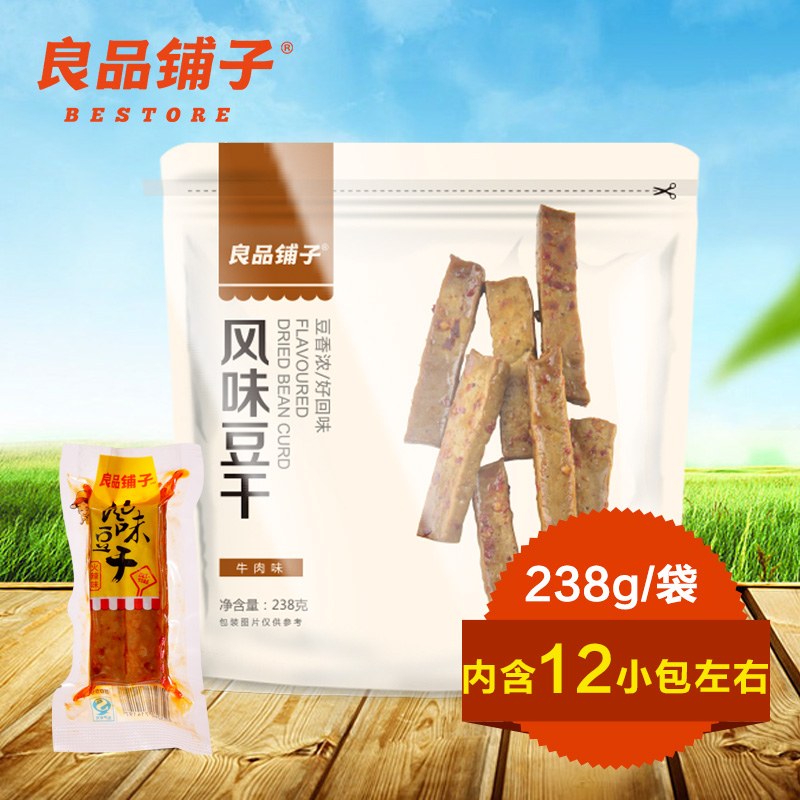 良品铺子®
BESTORE
良品铺子®
风味豆干
豆香浓/好回味
FLAVOURED
DRIED BEAN CURD
牛肉味
净含量：238克
包装图片仅供参考
良品铺子
风味
豆干
238g/袋
内含12小包左右